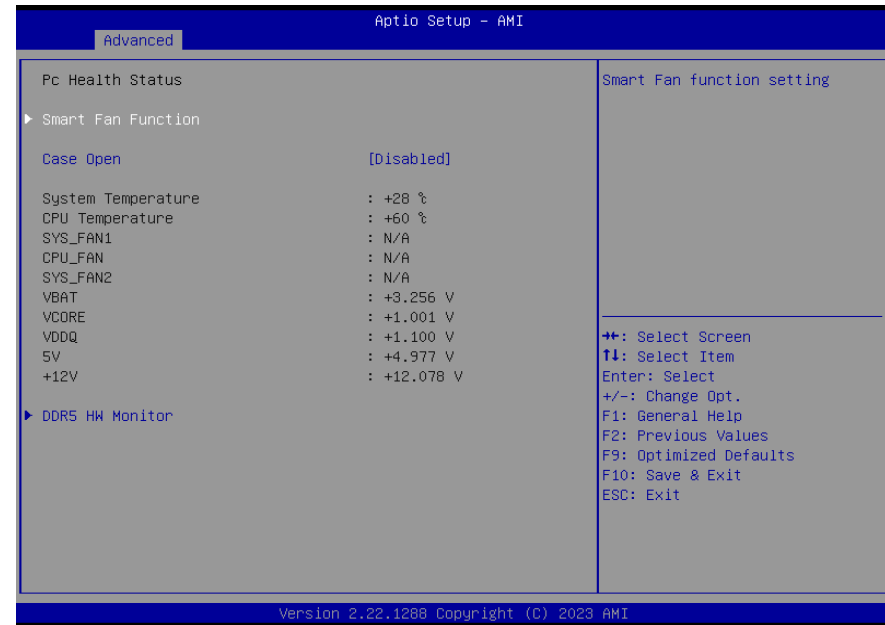 Aptio Setup – AMI
Advanced
Pc Health Status
Smart Fan Function
Case Open [Disabled]
System Temperature : +28 ℃
CPU Temperature : +60 ℃
SYS_FAN1 : N/A
CPU_FAN : N/A
SYS_FAN2 : N/A
VBAT : +3.256 V
VCORE : +1.001 V
VDDQ : +1.100 V
5V : +4.977 V
+12V : +12.078 V
DDR5 HW Monitor
Smart Fan function setting
→←: Select Screen
↑↓: Select Item
Enter: Select
+/-: Change Opt.
F1: General Help
F2: Previous Values
F9: Optimized Defaults
F10: Save & Exit
ESC: Exit
Version 2.22.1288 Copyright (C) 2023 AMI